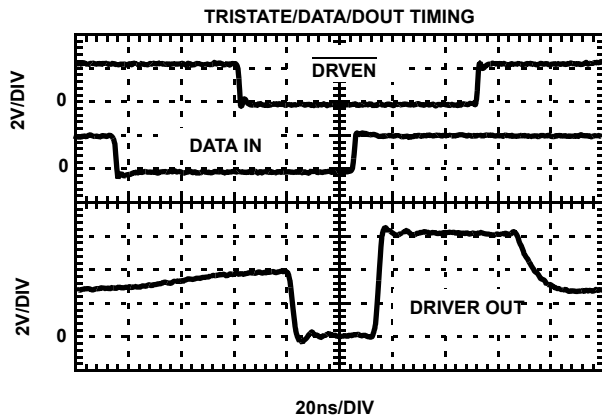 TRISTATE/DATA/DOUT TIMING
2V/DIV
0
DRVEN
DATA IN
0
2V/DIV
0
DRIVER OUT
20ns/DIV